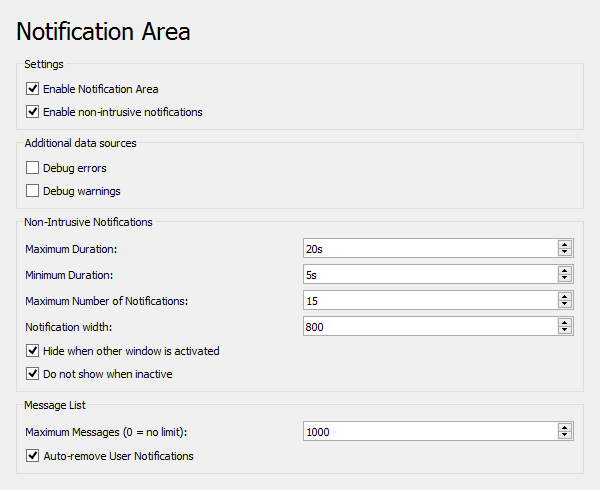 Notification Area
Settings
Enable Notification Area
Enable non-intrusive notifications
Additional data sources
Debug errors
Debug warnings
Non-Intrusive Notifications
Maximum Duration: 20s
Minimum Duration: 5s
Maximum Number of Notifications: 15
Notification width: 800
Hide when other window is activated
Do not show when inactive
Message List
Maximum Messages (0 = no limit): 1000
Auto-remove User Notifications